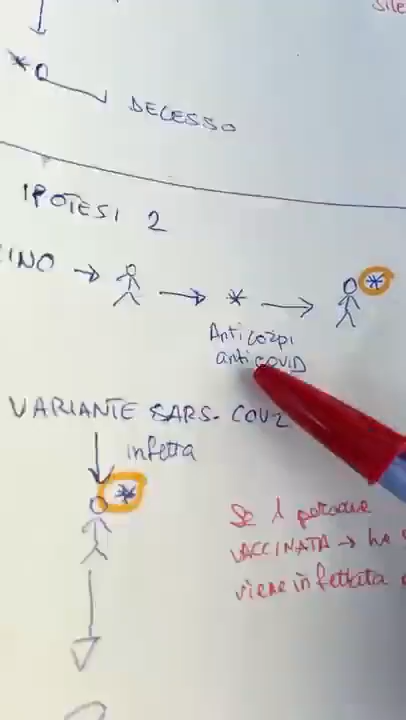 DECESSO
IPOTESI 2
INO
Anticorpi
anticoviD
VARIANTE SARS-COV2
infetta
Se 1 persona
VACCINATA → ha
viene infettata